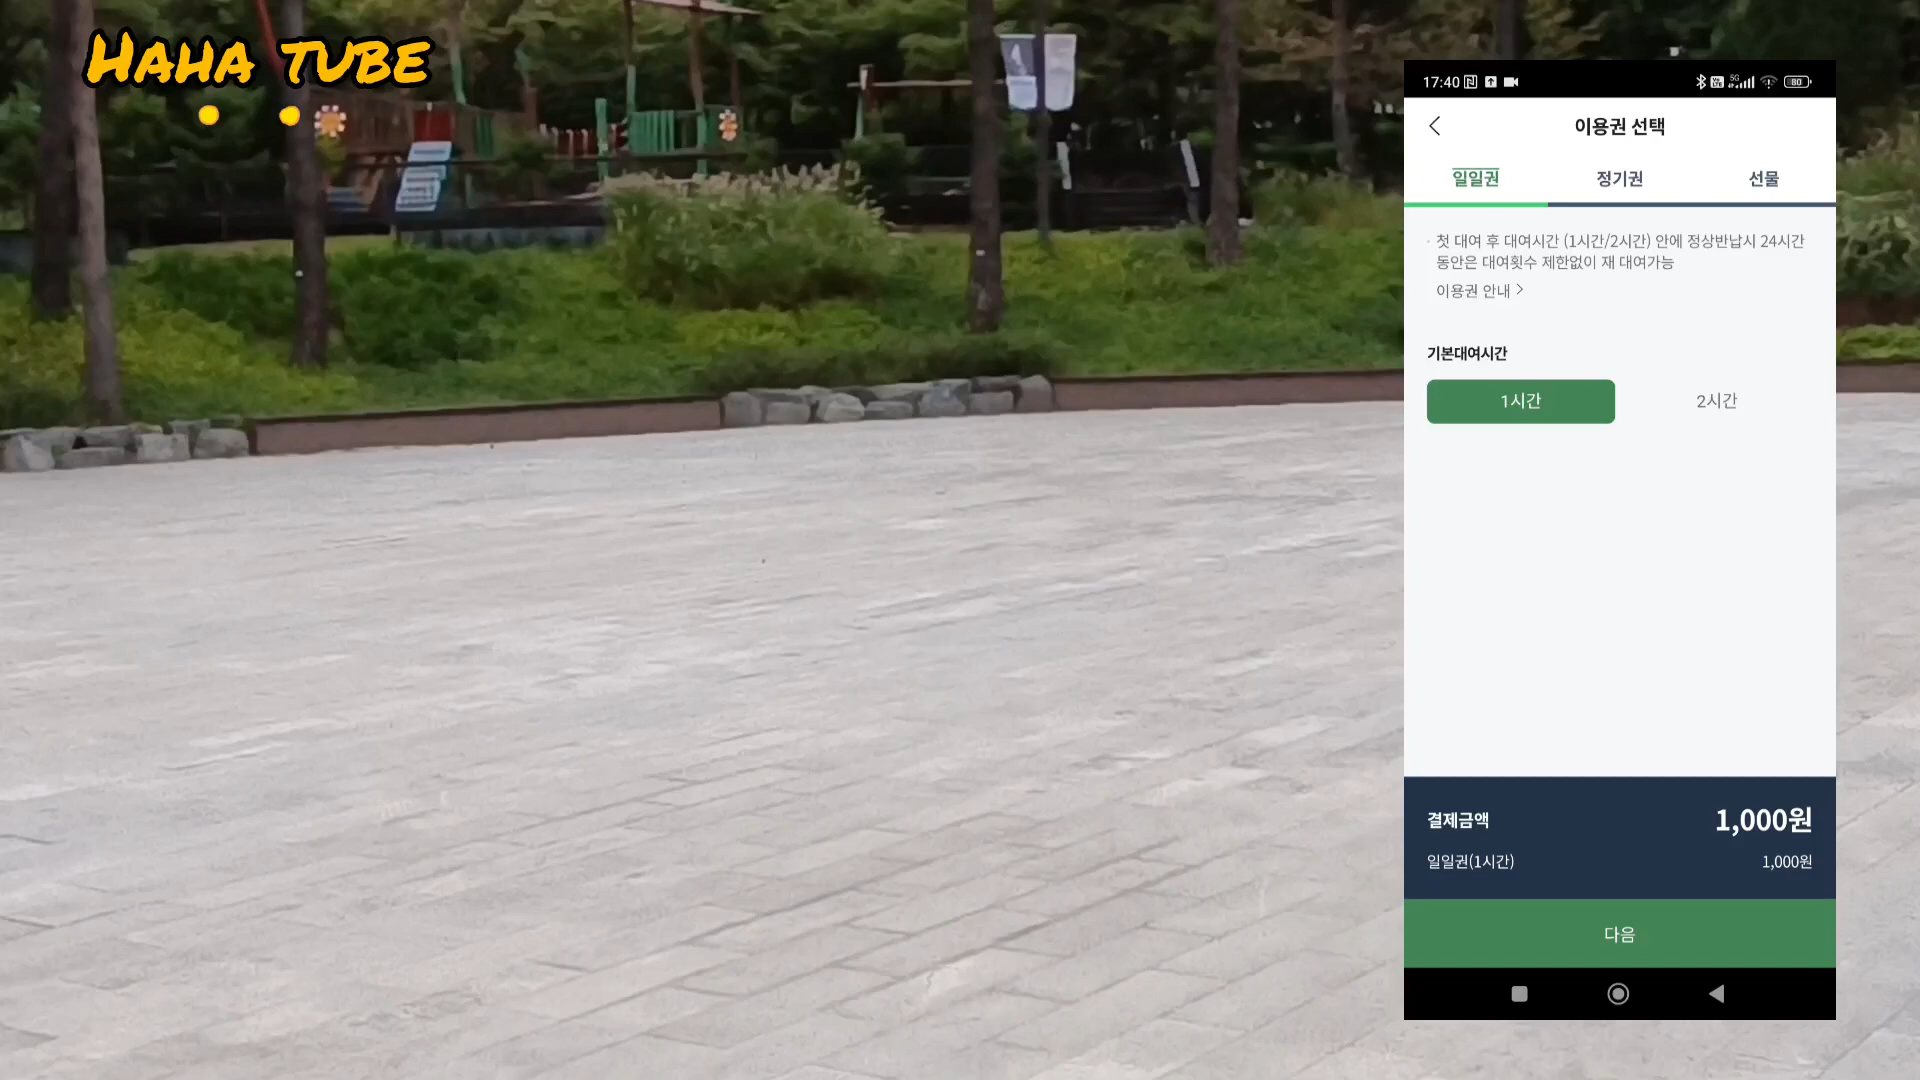 HAHA TUBE
17:40
5G
80
이용권 선택
일일권
정기권
선물
· 첫 대여 후 대여시간 (1시간/2시간) 안에 정상반납시 24시간
동안은 대여횟수 제한없이 재 대여가능
이용권 안내 >
기본대여시간
1시간
2시간
결제금액
1,000원
일일권(1시간)
1,000원
다음